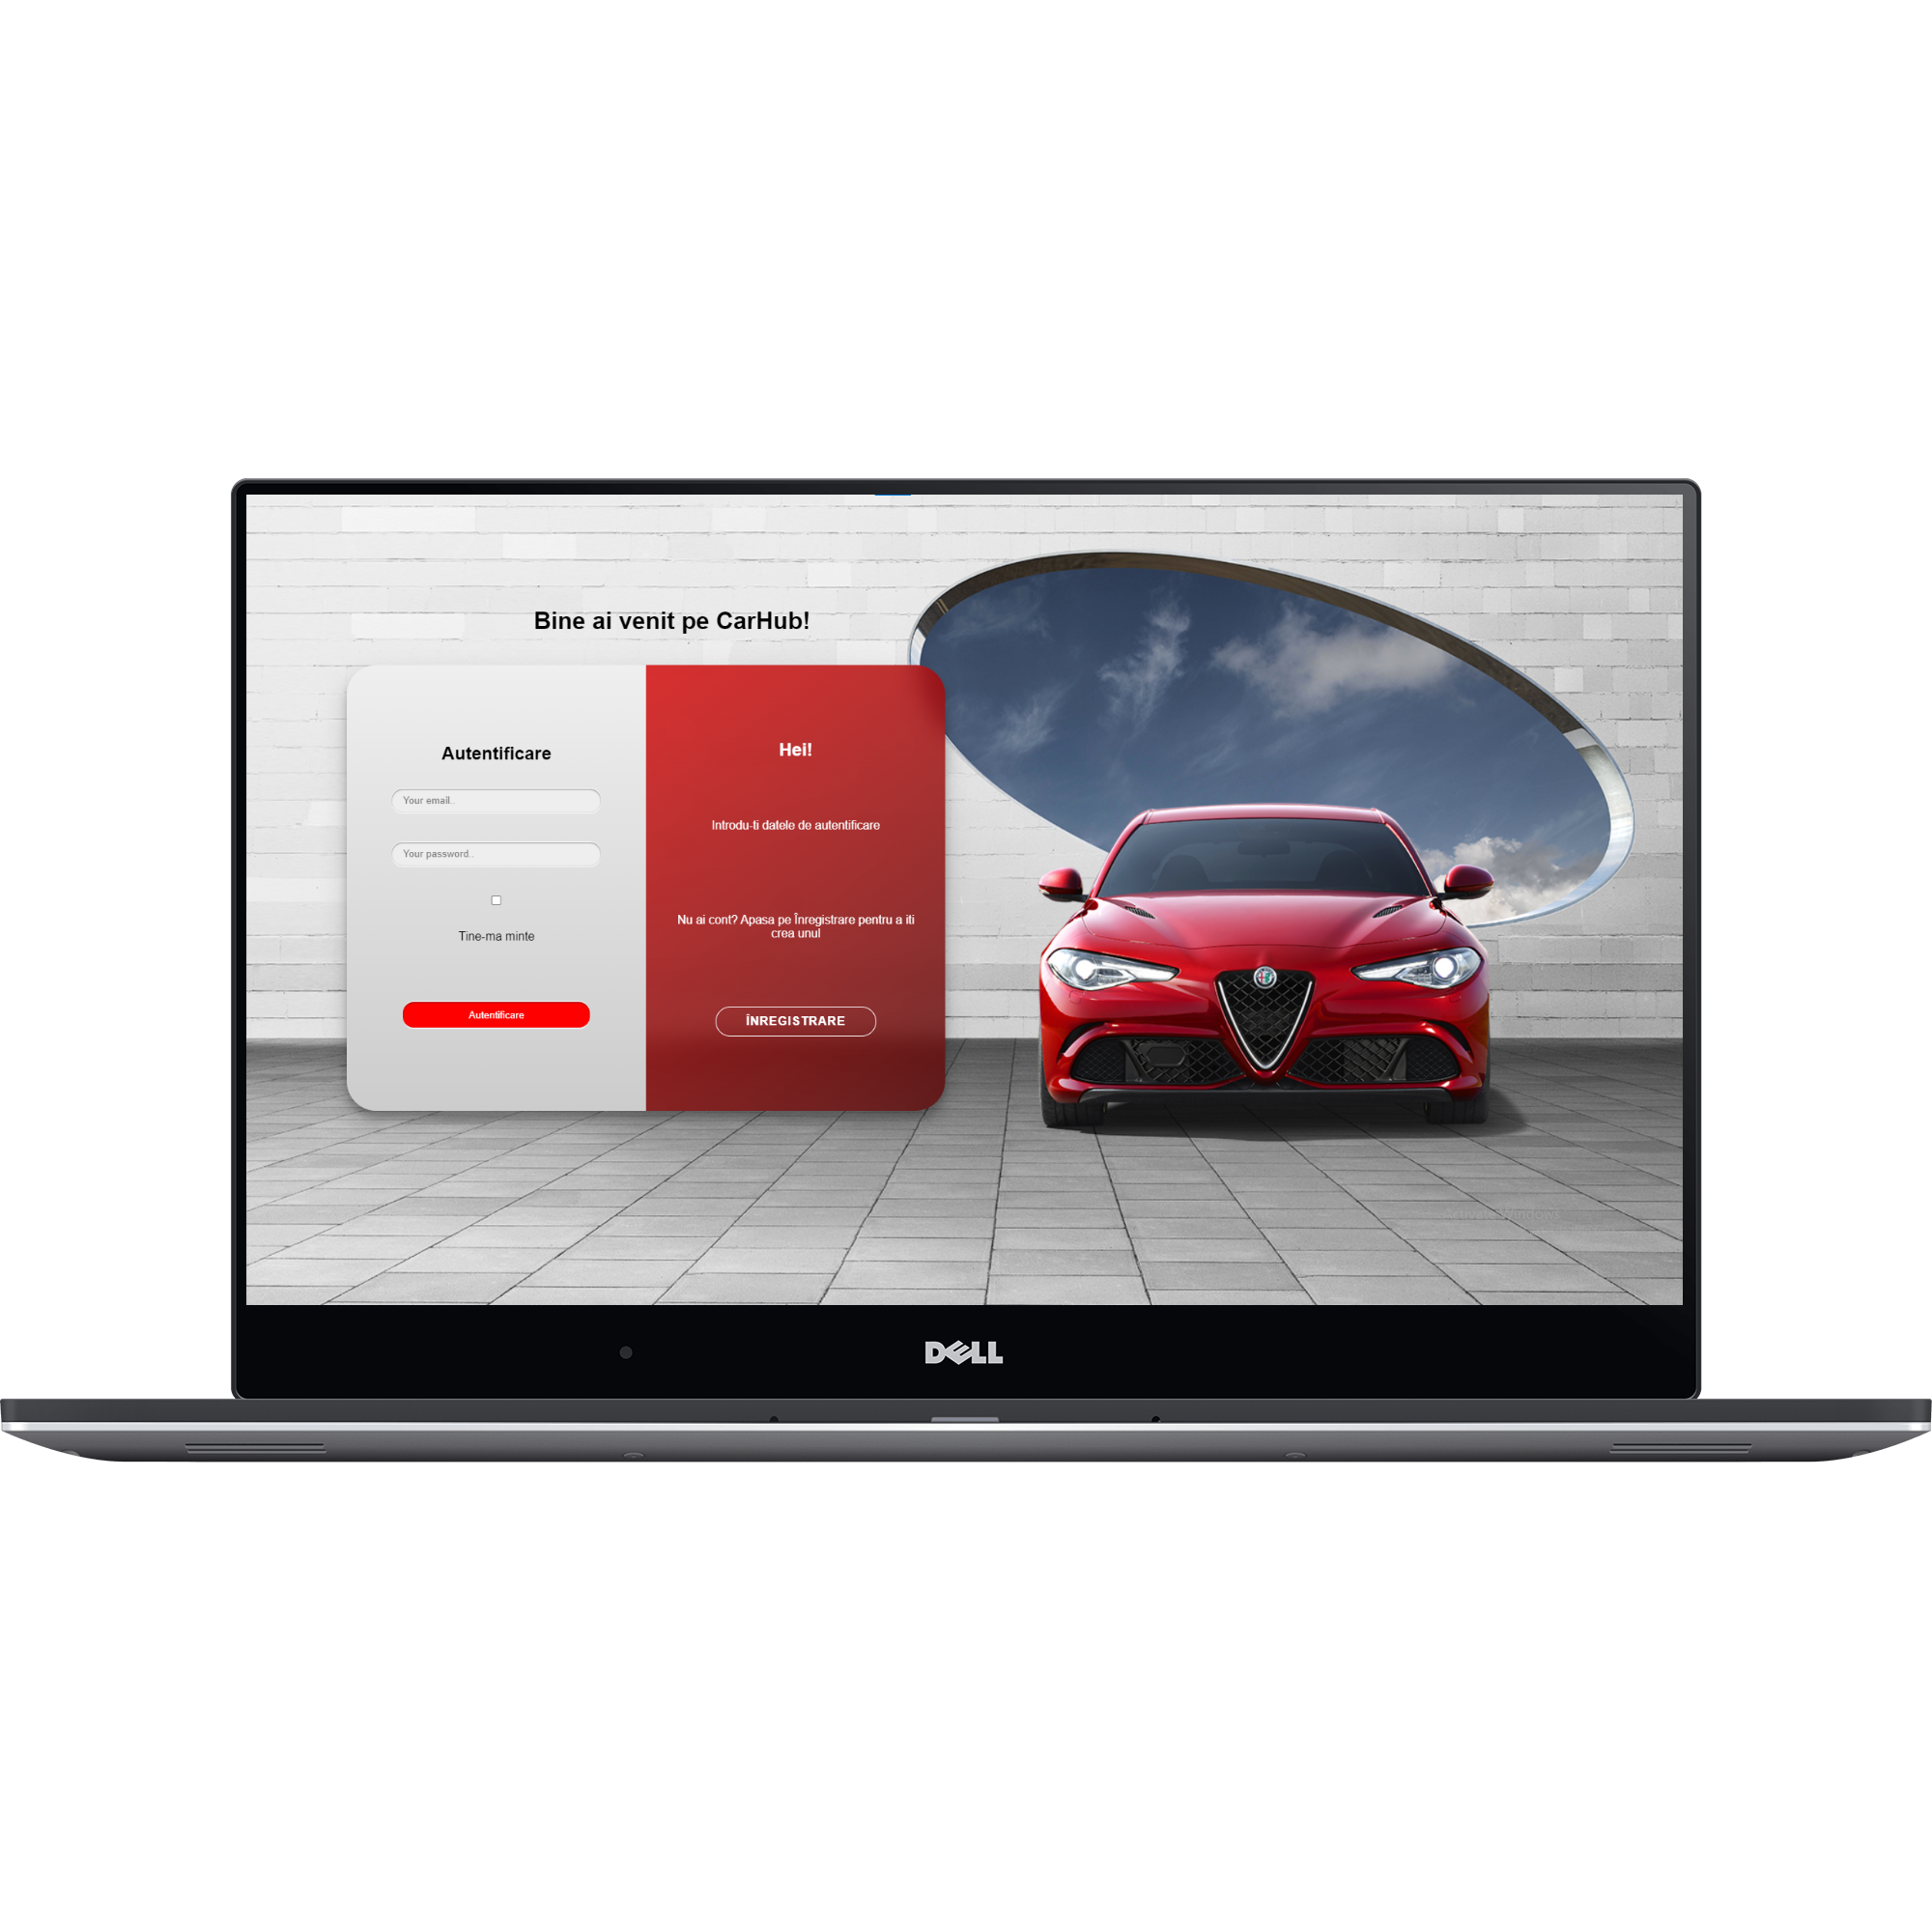 Bine ai venit pe CarHub!
Autentificare
Your email..
Your password..
Tine-ma minte
Autentificare
Hei!
Introdu-ti datele de autentificare
Nu ai cont? Apasa pe Înregistrare pentru a iti
crea unul
ÎNREGISTRARE
DELL